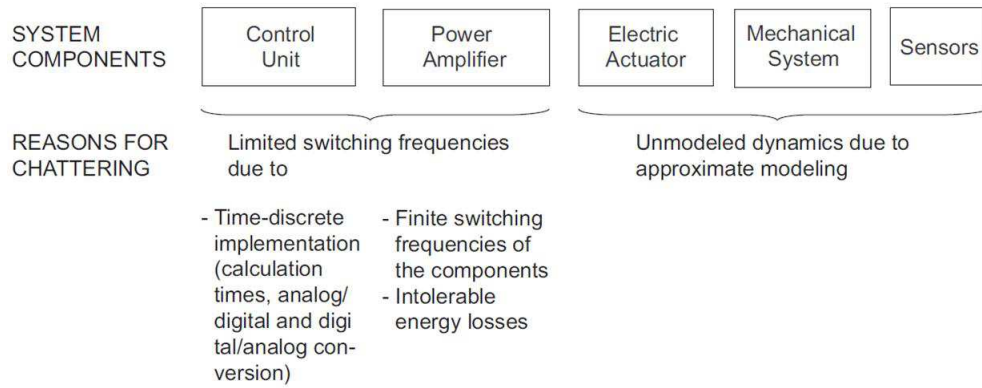 SYSTEM
COMPONENTS
Control
Unit
Power
Amplifier
Electric
Actuator
Mechanical
System
Sensors
REASONS FOR
CHATTERING
Limited switching frequencies
due to
Unmodeled dynamics due to
approximate modeling
- Time-discrete
implementation
(calculation
times, analog/
digital and digi
tal/analog con-
version)
- Finite switching
frequencies of
the components
- Intolerable
energy losses